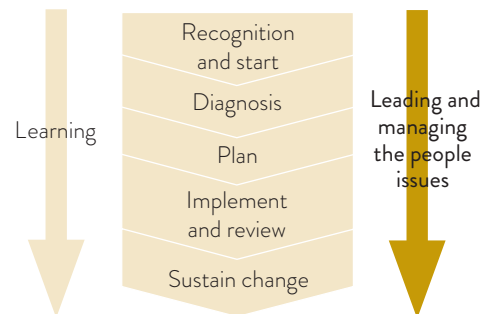 Learning
Recognition
and start
Diagnosis
Plan
Implement
and review
Sustain change
Leading and
managing
the people
issues